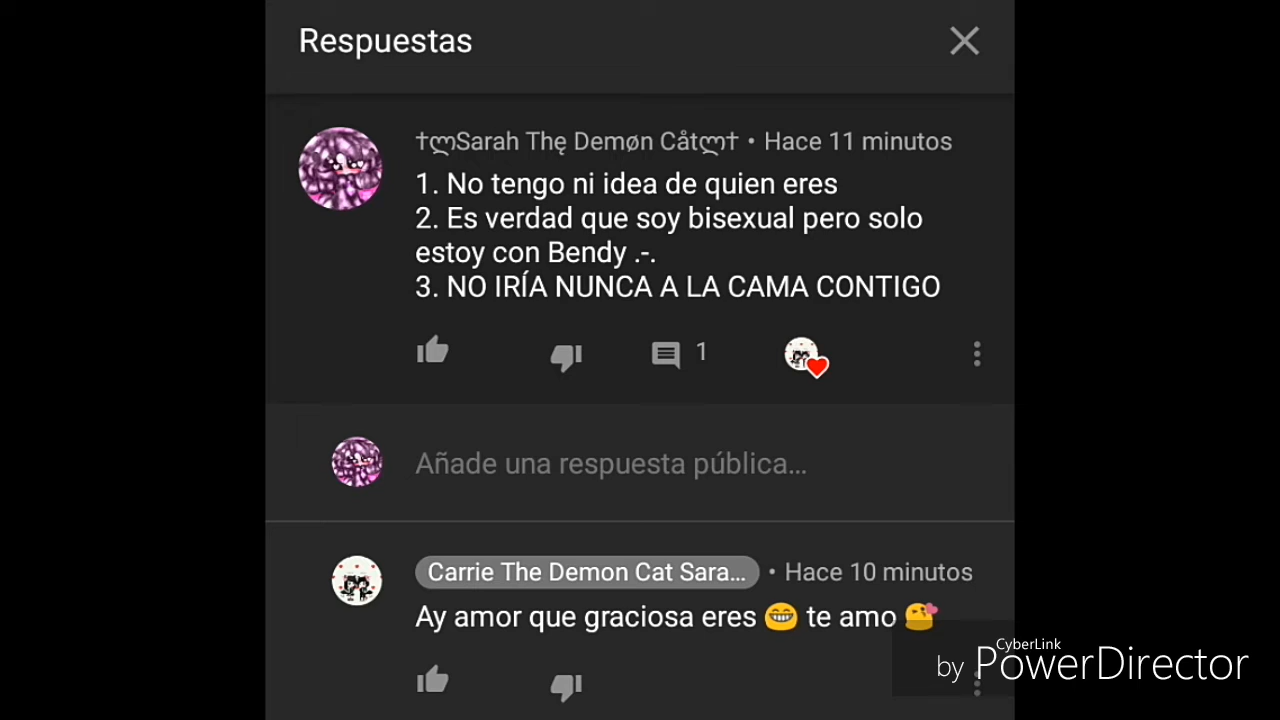 Respuestas
†ლSarah Thę Demøn Cåtლ† • Hace 11 minutos
1. No tengo ni idea de quien eres
2. Es verdad que soy bisexual pero solo
estoy con Bendy .-.
3. NO IRÍA NUNCA A LA CAMA CONTIGO
1
Añade una respuesta pública...
Carrie The Demon Cat Sara... • Hace 10 minutos
Ay amor que graciosa eres 😁 te amo 😘
CyberLink
by PowerDirector